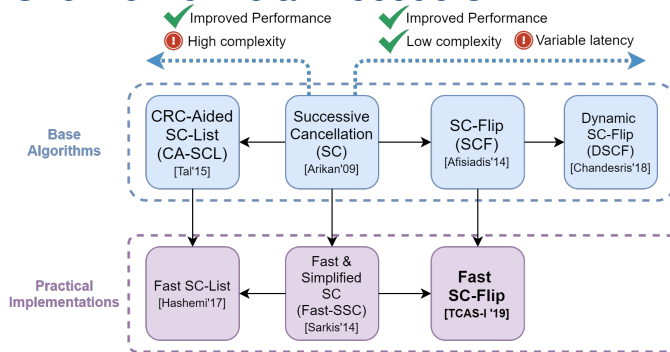 Improved Performance
Improved Performance
High complexity
Low complexity
Variable latency
Base
Algorithms
CRC-Aided
SC-List
(CA-SCL)
[Tal'15]
Successive
Cancellation
(SC)
[Arikan'09]
SC-Flip
(SCF)
[Afisiadis'14]
Dynamic
SC-Flip
(DSCF)
[Chandesris'18]
Practical
Implementations
Fast SC-List
[Hashemi'17]
Fast &
Simplified
SC
(Fast-SSC)
[Sarkis'14]
Fast
SC-Flip
[TCAS-I '19]